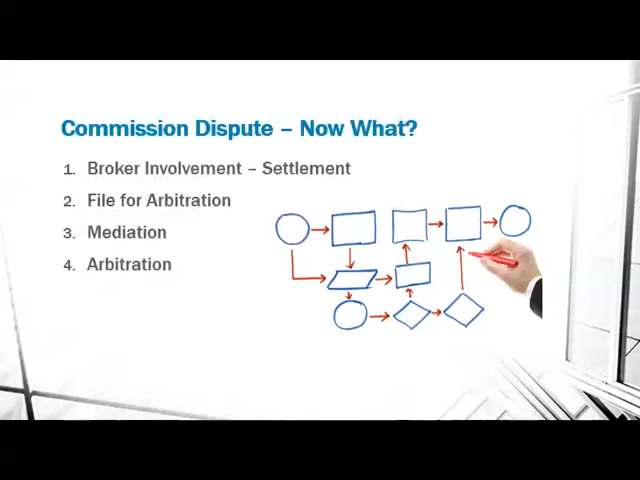 Commission Dispute – Now What?
1. Broker Involvement – Settlement
2. File for Arbitration
3. Mediation
4. Arbitration